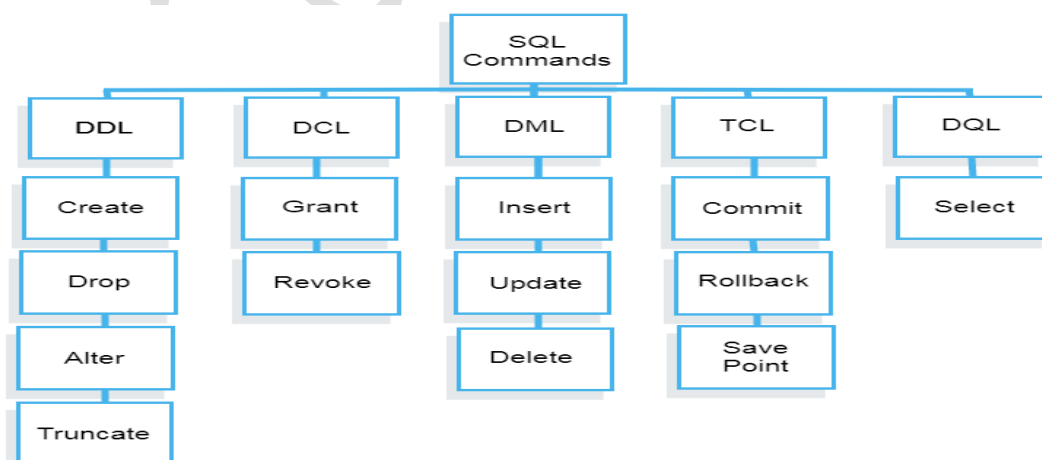 SQL
Commands
DDL
DCL
DML
TCL
DQL
Create
Grant
Insert
Commit
Select
Drop
Revoke
Update
Rollback
Alter
Delete
Save
Point
Truncate